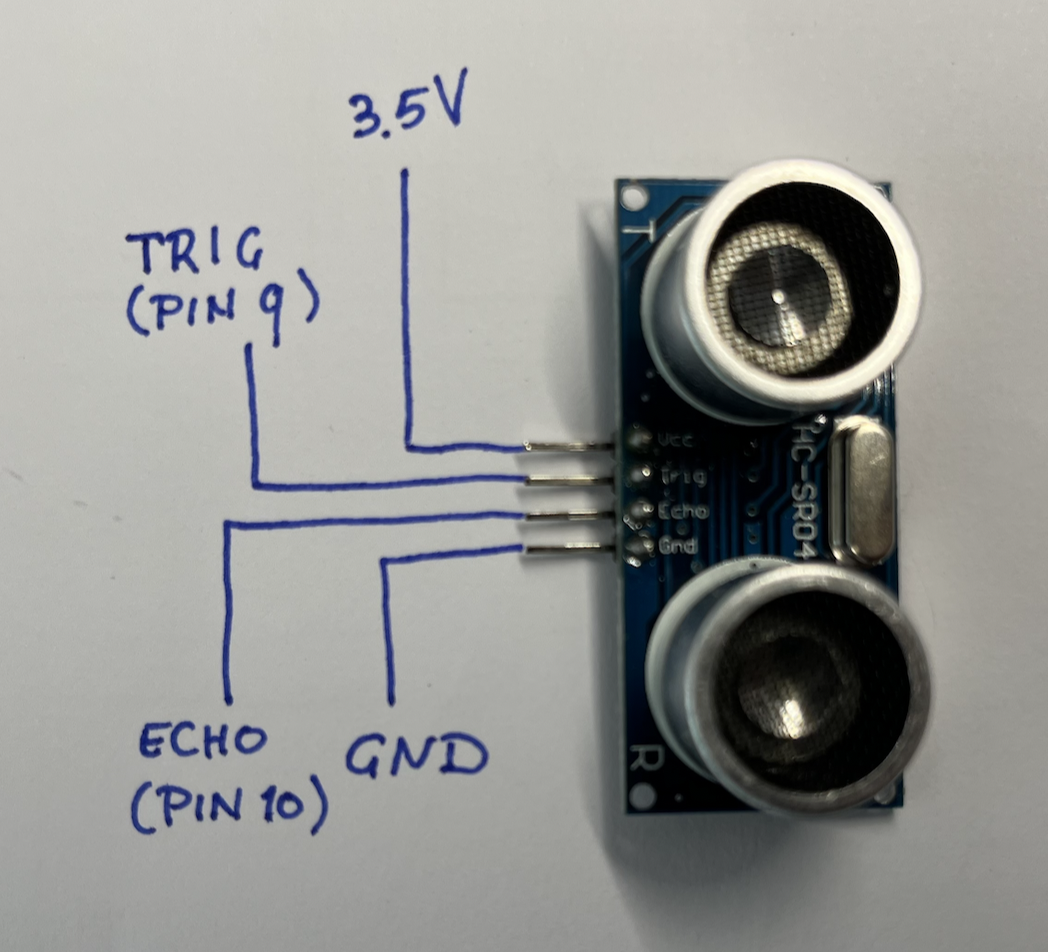 3.5V
TRIG
(PIN 9)
T
Vcc
Trig
Echo
Gnd
HC-SR04
ECHO
(PIN 10)
GND
R